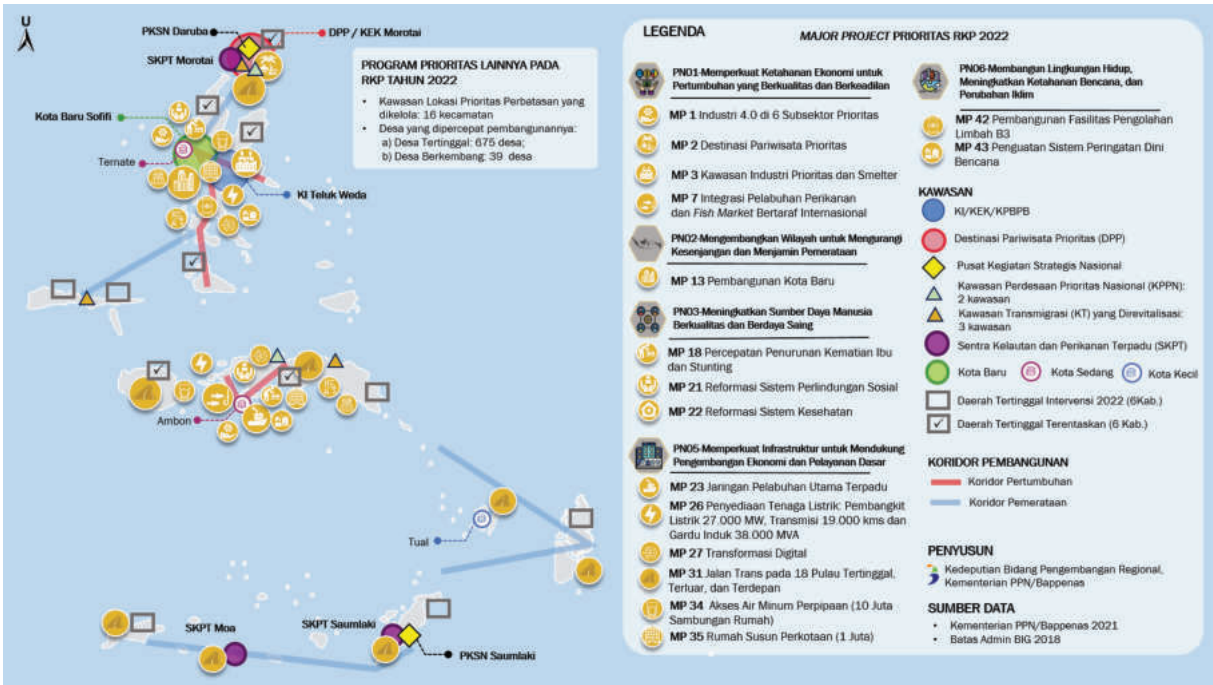 U
PKSN Daruba
DPP / KEK Morotai
SKPT Morotai
PROGRAM PRIORITAS LAINNYA PADA
RKP TAHUN 2022
• Kawasan Lokasi Prioritas Perbatasan yang
dikelola: 16 kecamatan
• Desa yang dipercepat pembangunannya:
a) Desa Tertinggal: 675 desa;
b) Desa Berkembang: 39 desa
Kota Baru Sofifi
Ternate
KI Teluk Weda
Ambon
Tual
SKPT Moa
SKPT Saumlaki
PKSN Saumlaki
LEGENDA
MAJOR PROJECT PRIORITAS RKP 2022
PN01-Memperkuat Ketahanan Ekonomi untuk
Pertumbuhan yang Berkualitas dan Berkeadilan
MP 1 Industri 4.0 di 6 Subsektor Prioritas
MP 2 Destinasi Pariwisata Prioritas
MP 3 Kawasan Industri Prioritas dan Smelter
MP 7 Integrasi Pelabuhan Perikanan
dan Fish Market Bertaraf Internasional
PN02-Mengembangkan Wilayah untuk Mengurangi
Kesenjangan dan Menjamin Pemerataan
MP 13 Pembangunan Kota Baru
PN03-Meningkatkan Sumber Daya Manusia
Berkualitas dan Berdaya Saing
MP 18 Percepatan Penurunan Kematian Ibu
dan Stunting
MP 21 Reformasi Sistem Perlindungan Sosial
MP 22 Reformasi Sistem Kesehatan
PN05-Memperkuat Infrastruktur untuk Mendukung
Pengembangan Ekonomi dan Pelayanan Dasar
MP 23 Jaringan Pelabuhan Utama Terpadu
MP 26 Penyediaan Tenaga Listrik: Pembangkit
Listrik 27.000 MW, Transmisi 19.000 kms dan
Gardu Induk 38.000 MVA
MP 27 Transformasi Digital
MP 31 Jalan Trans pada 18 Pulau Tertinggal,
Terluar, dan Terdepan
MP 34 Akses Air Minum Perpipaan (10 Juta
Sambungan Rumah)
MP 35 Rumah Susun Perkotaan (1 Juta)
PN06-Membangun Lingkungan Hidup,
Meningkatkan Ketahanan Bencana, dan
Perubahan Iklim
MP 42 Pembangunan Fasilitas Pengolahan
Limbah B3
MP 43 Penguatan Sistem Peringatan Dini
Bencana
KAWASAN
KI/KEK/KPBPB
Destinasi Pariwisata Prioritas (DPP)
Pusat Kegiatan Strategis Nasional
Kawasan Perdesaan Prioritas Nasional (KPPN):
2 kawasan
Kawasan Transmigrasi (KT) yang Direvitalisasi:
3 kawasan
Sentra Kelautan dan Perikanan Terpadu (SKPT)
Kota Baru Kota Sedang Kota Kecil
Daerah Tertinggal Intervensi 2022 (6Kab.)
Daerah Tertinggal Terentaskan (6 Kab.)
KORIDOR PEMBANGUNAN
Koridor Pertumbuhan
Koridor Pemerataan
PENYUSUN
Kedeputian Bidang Pengembangan Regional,
Kementerian PPN/Bappenas
SUMBER DATA
• Kementerian PPN/Bappenas 2021
• Batas Admin BIG 2018